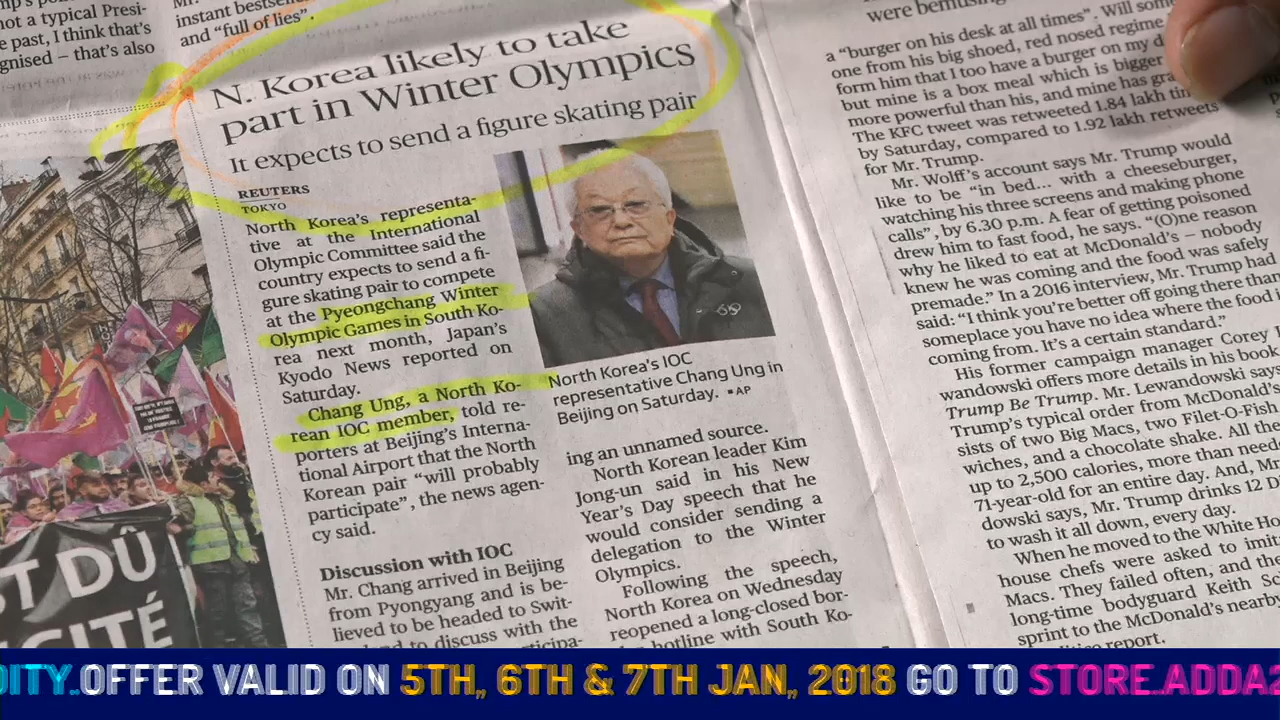 not a typical Presi-
e past, I think that's
gnised – that's also
instant
and "full of lies".
N. Korea likely to take
part in Winter Olympics
It expects to send a figure skating pair
REUTERS
TOKYO
North Korea's representa-
tive at the International
Olympic Committee said the
country expects to send a fi-
gure skating pair to compete
at the Pyeongchang Winter
Olympic Games in South Ko-
rea next month, Japan's
Kyodo News reported on
Saturday.
Chang Ung, a North Ko-
rean IOC member, told re-
porters at Beijing's Interna-
tional Airport that the North
Korean pair "will probably
participate", the news agen-
cy said.
Discussion with IOC
Mr. Chang arrived in Beijing
from Pyongyang and is be-
lieved to be headed to Swit-
to discuss with the
North Korea's IOC
representative Chang Ung in
Beijing on Saturday. ▪AP
ing an unnamed source.
North Korean leader Kim
Jong-un said in his New
Year's Day speech that he
would consider sending a
delegation to the Winter
Olympics.
Following the speech,
North Korea on Wednesday
reopened a long-closed bor-
hotline with South Ko-
were
a "burger on his desk at all times". Will
one from his big shoed, red nosed regime
form him that I too have a burger on my
but mine is a box meal which is bigger
more powerful than his, and mine has
The KFC tweet was retweeted 1.84 lakh
by Saturday, compared to 1.92 lakh retweets
for Mr. Trump.
Mr. Wolff's account says Mr. Trump would
like to be "in bed... with a cheeseburger,
watching his three screens and making phone
calls", by 6.30 p.m. A fear of getting poisoned
drew him to fast food, he says. "(O)ne reason
why he liked to eat at McDonald's – nobody
knew he was coming and the food was safely
premade." In a 2016 interview, Mr. Trump had
said: "I think you're better off going there than
someplace you have no idea where the food
coming from. It's a certain standard."
His former campaign manager Corey
wandowski offers more details in his book
Trump Be Trump. Mr. Lewandowski says
Trump's typical order from McDonald's
sists of two Big Macs, two Filet-O-Fish
wiches, and a chocolate shake. All the
up to 2,500 calories, more than
71-year-old for an entire day. And, Mr.
dowski says, Mr. Trump drinks 12 D
to wash it all down, every day.
When he moved to the White Ho
house chefs were asked to imit
Macs. They failed often, and the
long-time bodyguard Keith Sc
sprint to the McDonald's nearby
report.
T DÛ
CITÉ
DITY. OFFER VALID ON 5TH, 6TH & 7TH JAN, 2018 GO TO STORE.ADDA2